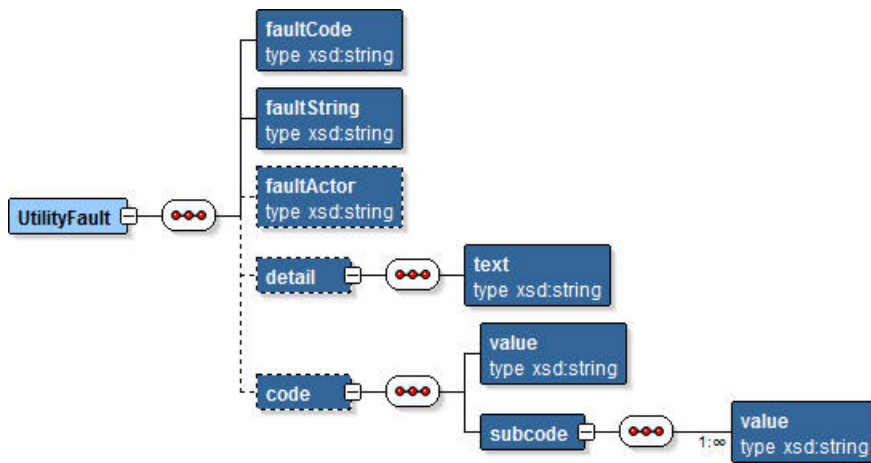 faultCode
type xsd:string
faultString
type xsd:string
faultActor
type xsd:string
UtilityFault
detail
text
type xsd:string
value
type xsd:string
code
subcode
1:∞
value
type xsd:string